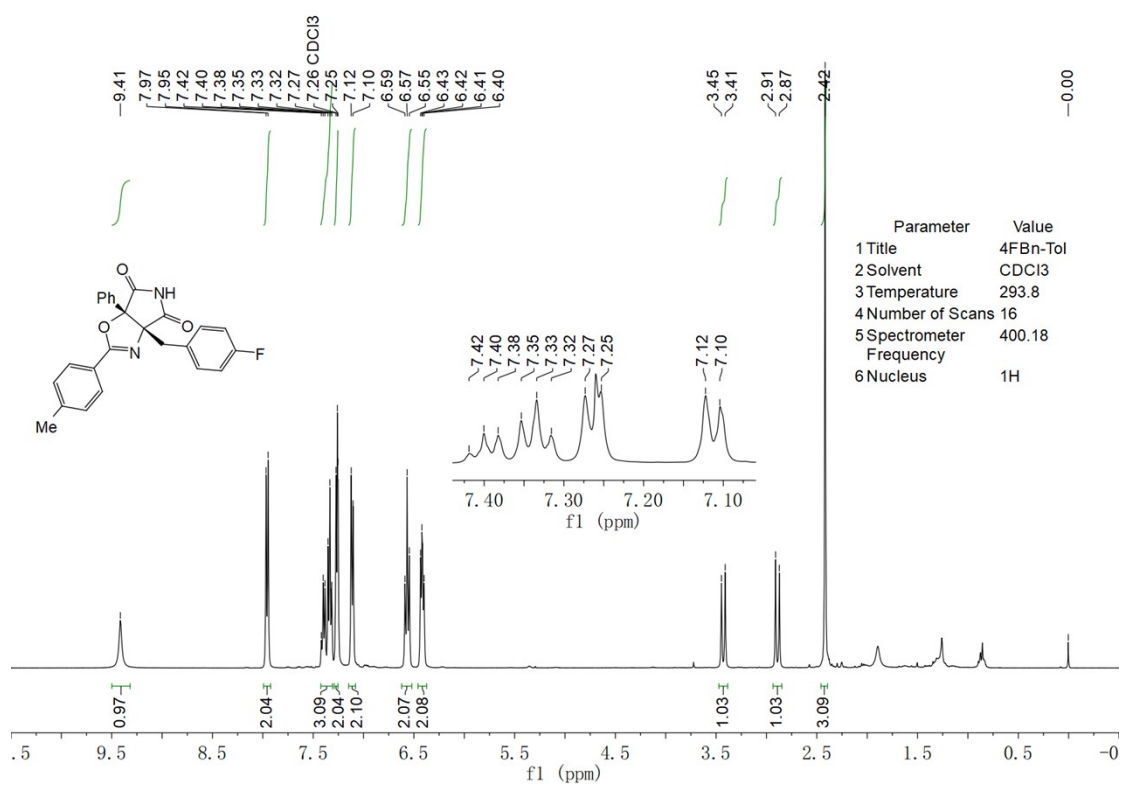 9.41
7.97
7.95
7.42
7.40
7.38
7.35
7.33
7.32
7.27
7.26 CDCl3
7.25
7.12
7.10
6.59
6.57
6.55
6.43
6.42
6.41
6.40
3.45
3.41
2.91
2.87
2.42
-0.00
Parameter Value
1 Title 4FBn-Tol
2 Solvent CDCl3
3 Temperature 293.8
4 Number of Scans 16
5 Spectrometer Frequency 400.18
6 Nucleus 1H
O
Ph
NH
O
O
N
F
Me
7.42
7.40
7.38
7.35
7.33
7.32
7.27
7.25
7.12
7.10
7.40 7.30 7.20 7.10
f1 (ppm)
0.97
2.04
3.09
2.04
2.10
2.07
2.08
1.03
1.03
3.09
.5 9.5 8.5 7.5 6.5 5.5 4.5 3.5 2.5 1.5 0.5 -0
f1 (ppm)